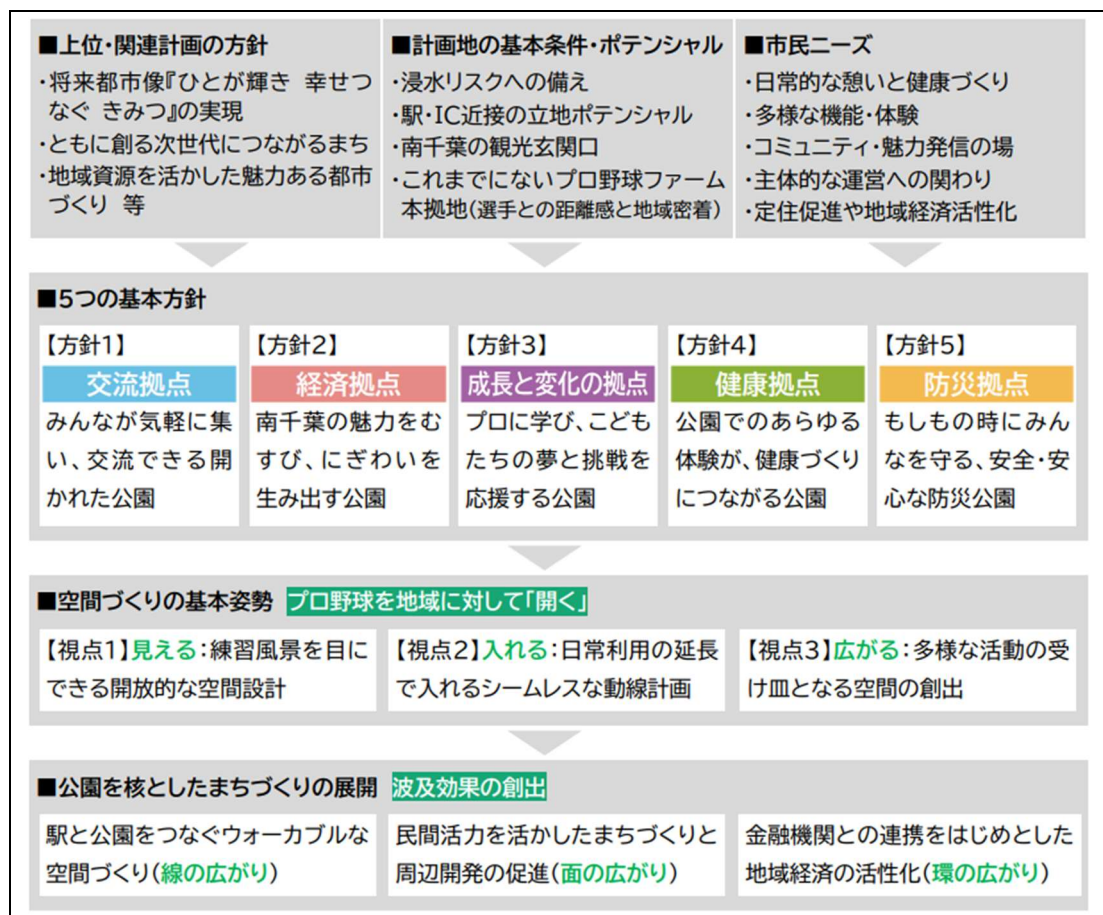 ■上位・関連計画の方針
・将来都市像『ひとが輝き 幸せつ
なぐ きみつ』の実現
・ともに創る次世代につながるまち
・地域資源を活かした魅力ある都市
づくり 等
■計画地の基本条件・ポテンシャル
・浸水リスクへの備え
・駅・IC近接の立地ポテンシャル
・南千葉の観光玄関口
・これまでにないプロ野球ファーム
本拠地(選手との距離感と地域密着)
■市民ニーズ
・日常的な憩いと健康づくり
・多様な機能・体験
・コミュニティ・魅力発信の場
・主体的な運営への関わり
・定住促進や地域経済活性化
■5つの基本方針
【方針1】
交流拠点
みんなが気軽に集
い、交流できる開
かれた公園
【方針2】
経済拠点
南千葉の魅力をむ
すび、にぎわいを
生み出す公園
【方針3】
成長と変化の拠点
プロに学び、こども
たちの夢と挑戦を
応援する公園
【方針4】
健康拠点
公園でのあらゆる
体験が、健康づくり
につながる公園
【方針5】
防災拠点
もしもの時にみん
なを守る、安全・安
心な防災公園
■空間づくりの基本姿勢 プロ野球を地域に対して「開く」
【視点1】見える:練習風景を目に
できる開放的な空間設計
【視点2】入れる:日常利用の延長
で入れるシームレスな動線計画
【視点3】広がる:多様な活動の受
け皿となる空間の創出
■公園を核としたまちづくりの展開 波及効果の創出
駅と公園をつなぐウォーカブルな
空間づくり(線の広がり)
民間活力を活かしたまちづくりと
周辺開発の促進(面の広がり)
金融機関との連携をはじめとした
地域経済の活性化(環の広がり)